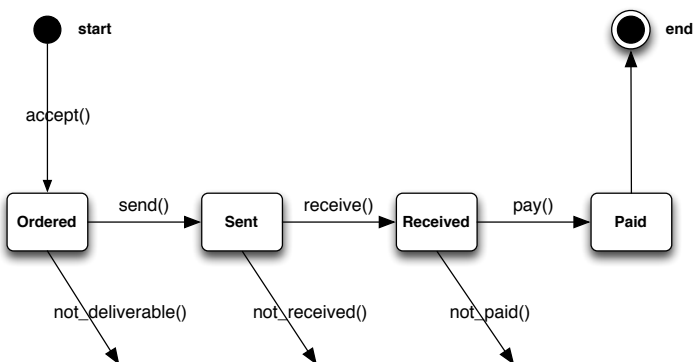 start
end
accept()
Ordered
send()
Sent
receive()
Received
pay()
Paid
not_deliverable()
not_received()
not_paid()